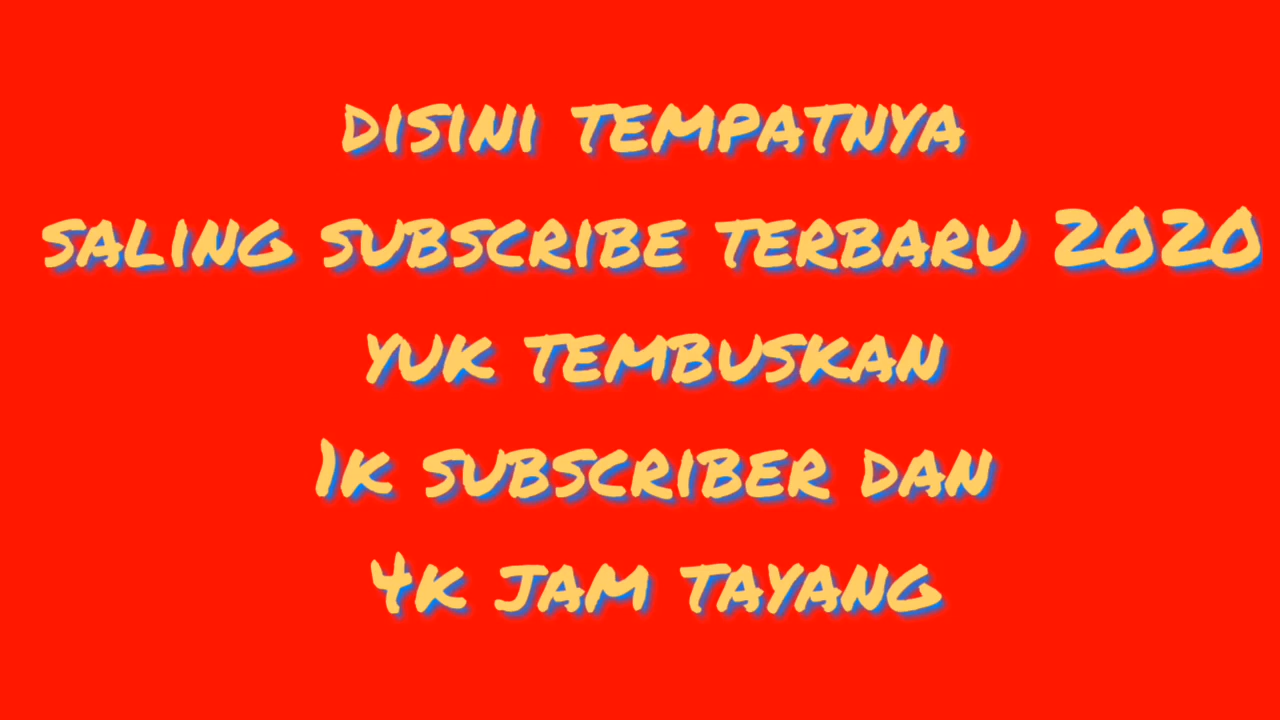 DISINI TEMPATNYA
SALING SUBSCRIBE TERBARU 2020
YUK TEMBUSKAN
1K SUBSCRIBER DAN
4K JAM TAYANG